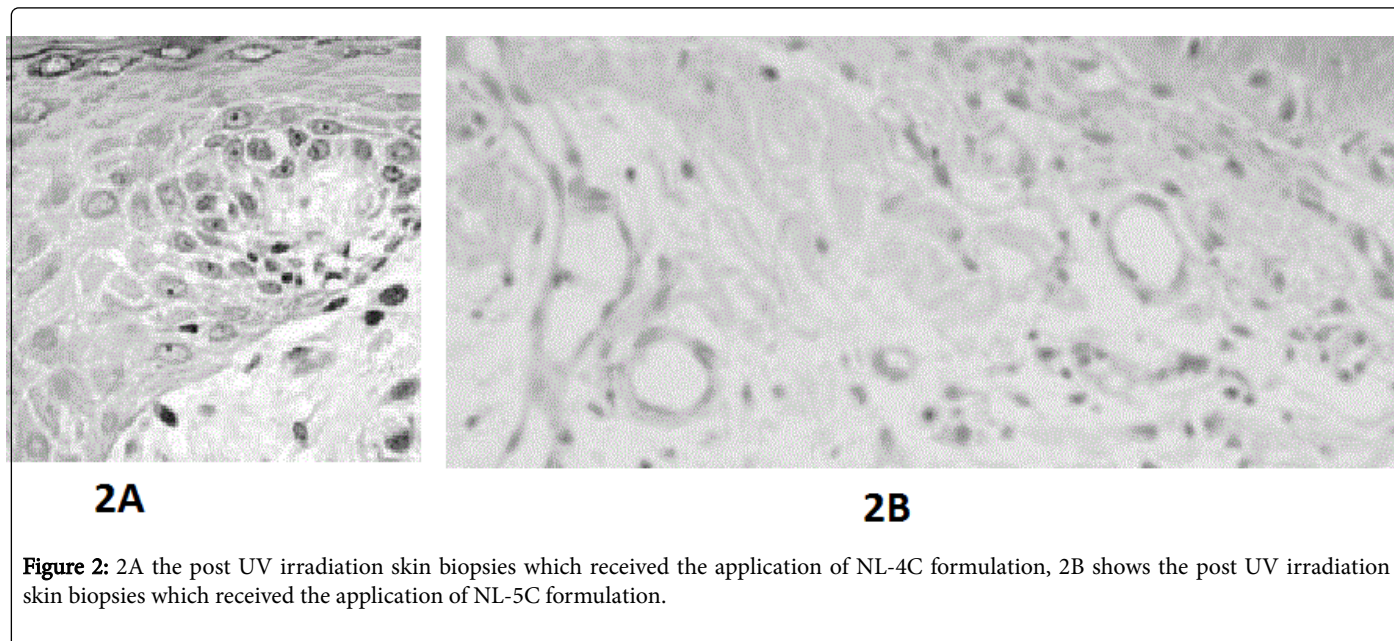 2A
2B
Figure 2: 2A the post UV irradiation skin biopsies which received the application of NL-4C formulation, 2B shows the post UV irradiation
skin biopsies which received the application of NL-5C formulation.